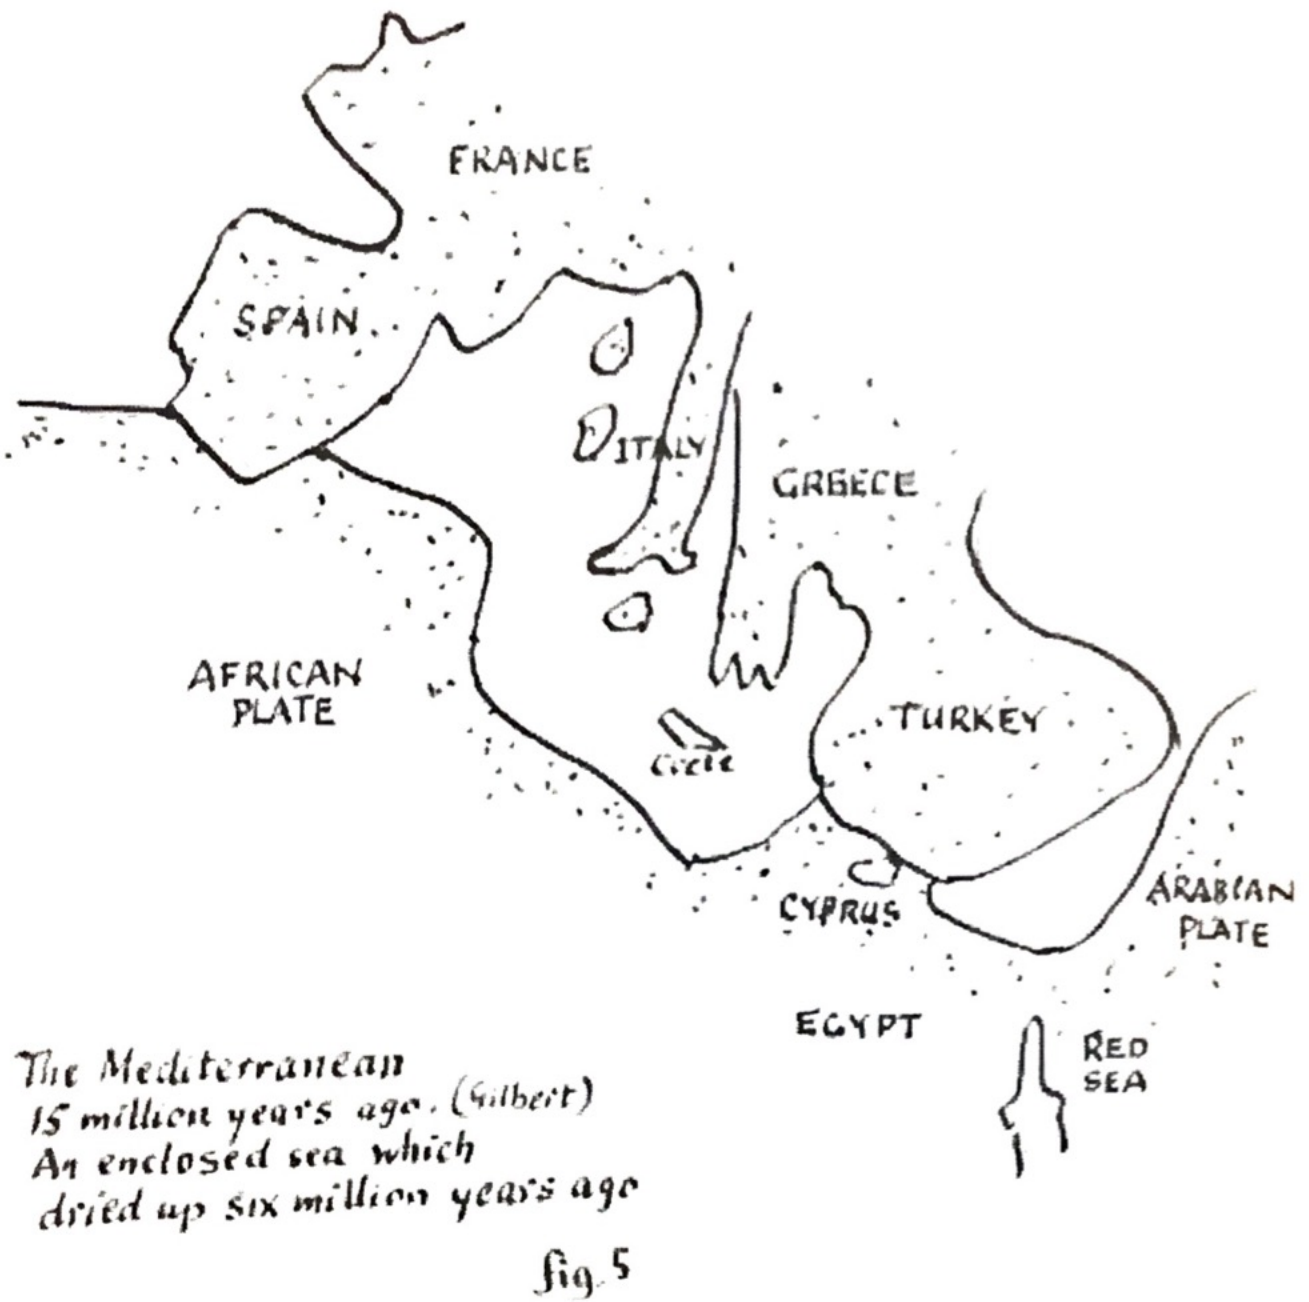 FRANCE
SPAIN
ITALY
GREECE
AFRICAN
PLATE
TURKEY
Crete
ARABIAN
PLATE
CYPRUS
EGYPT
RED
SEA
The Mediterranean
15 million years ago. (Gilbert)
An enclosed sea which
dried up six million years ago
fig. 5